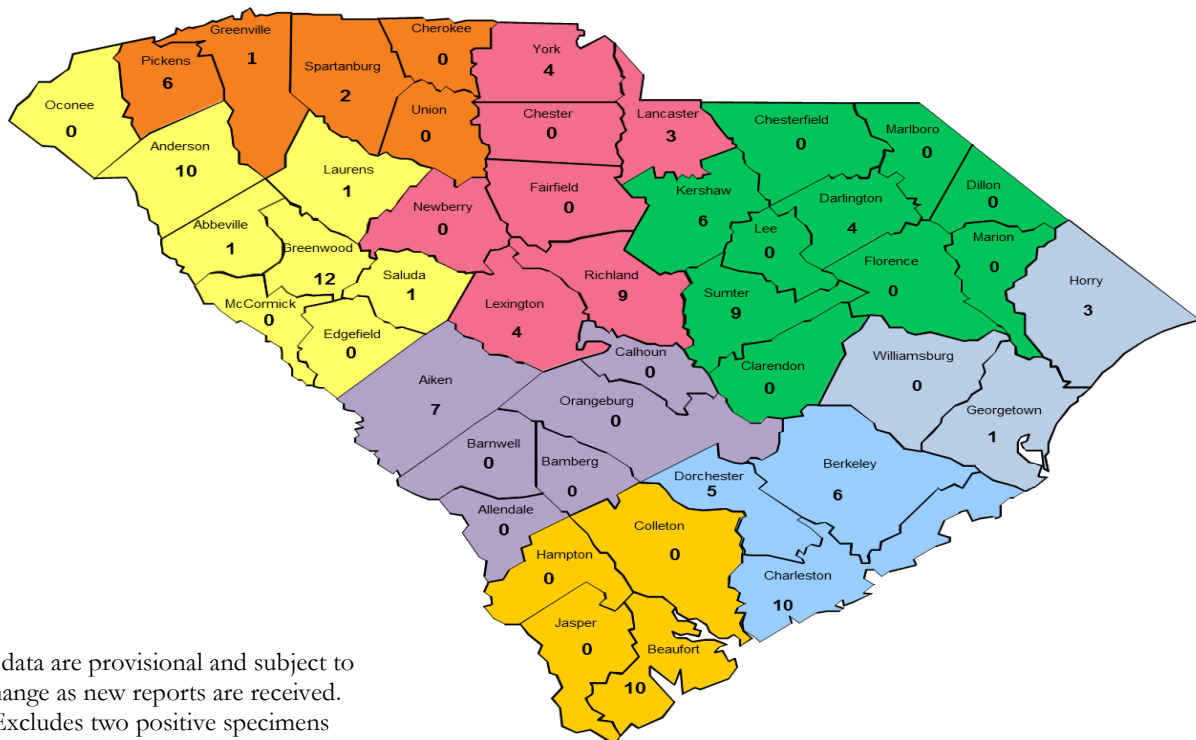 Greenville
1
Cherokee
0
York
4
Pickens
6
Spartanburg
2
Oconee
0
Union
0
Chester
0
Lancaster
3
Chesterfield
0
Marlboro
0
Anderson
10
Laurens
1
Fairfield
0
Kershaw
6
Darlington
4
Dillon
0
Newberry
0
Abbeville
1
Greenwood
12
Saluda
1
Richland
9
Lee
0
Florence
0
Marion
0
Horry
3
McCormick
0
Edgefield
0
Lexington
4
Sumter
9
Calhoun
0
Clarendon
0
Williamsburg
0
Georgetown
1
Aiken
7
Orangeburg
0
Barnwell
0
Bamberg
0
Dorchester
5
Berkeley
6
Allendale
0
Colleton
0
Hampton
0
Charleston
10
Jasper
0
Beaufort
10
data are provisional and subject to
hange as new reports are received.
Excludes two positive specimens